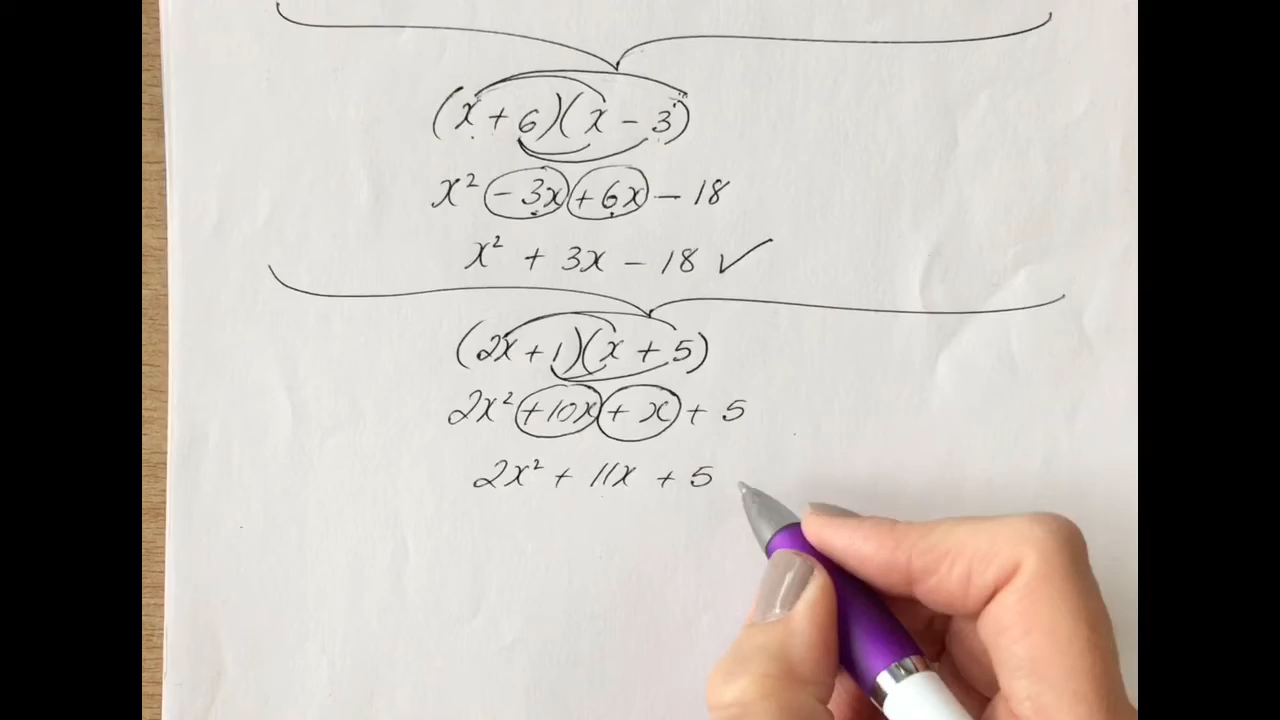 (x + 6)(x - 3)
x² - 3x + 6x - 18
x² + 3x - 18 ✓
(2x + 1)(x + 5)
2x² + 10x + x + 5
2x² + 11x + 5